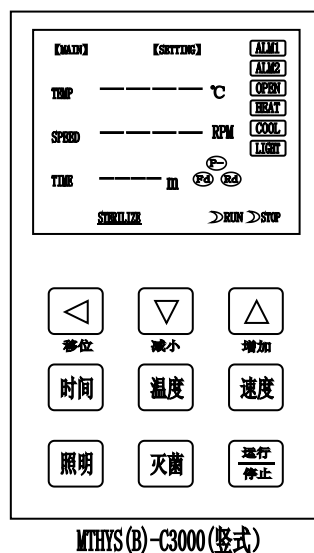 【MAIN】 【SETTING】 ALM1
ALM2
TEMP ℃ OPEN
HEAT
SPEED RPM COOL
LIGHT
P-
TIME m Fd Rd
STERILIZE RUN STOP
移位 减小 增加
时间 温度 速度
照明 灭菌 运行
停止
MTHYS(B)-C3000(竖式)